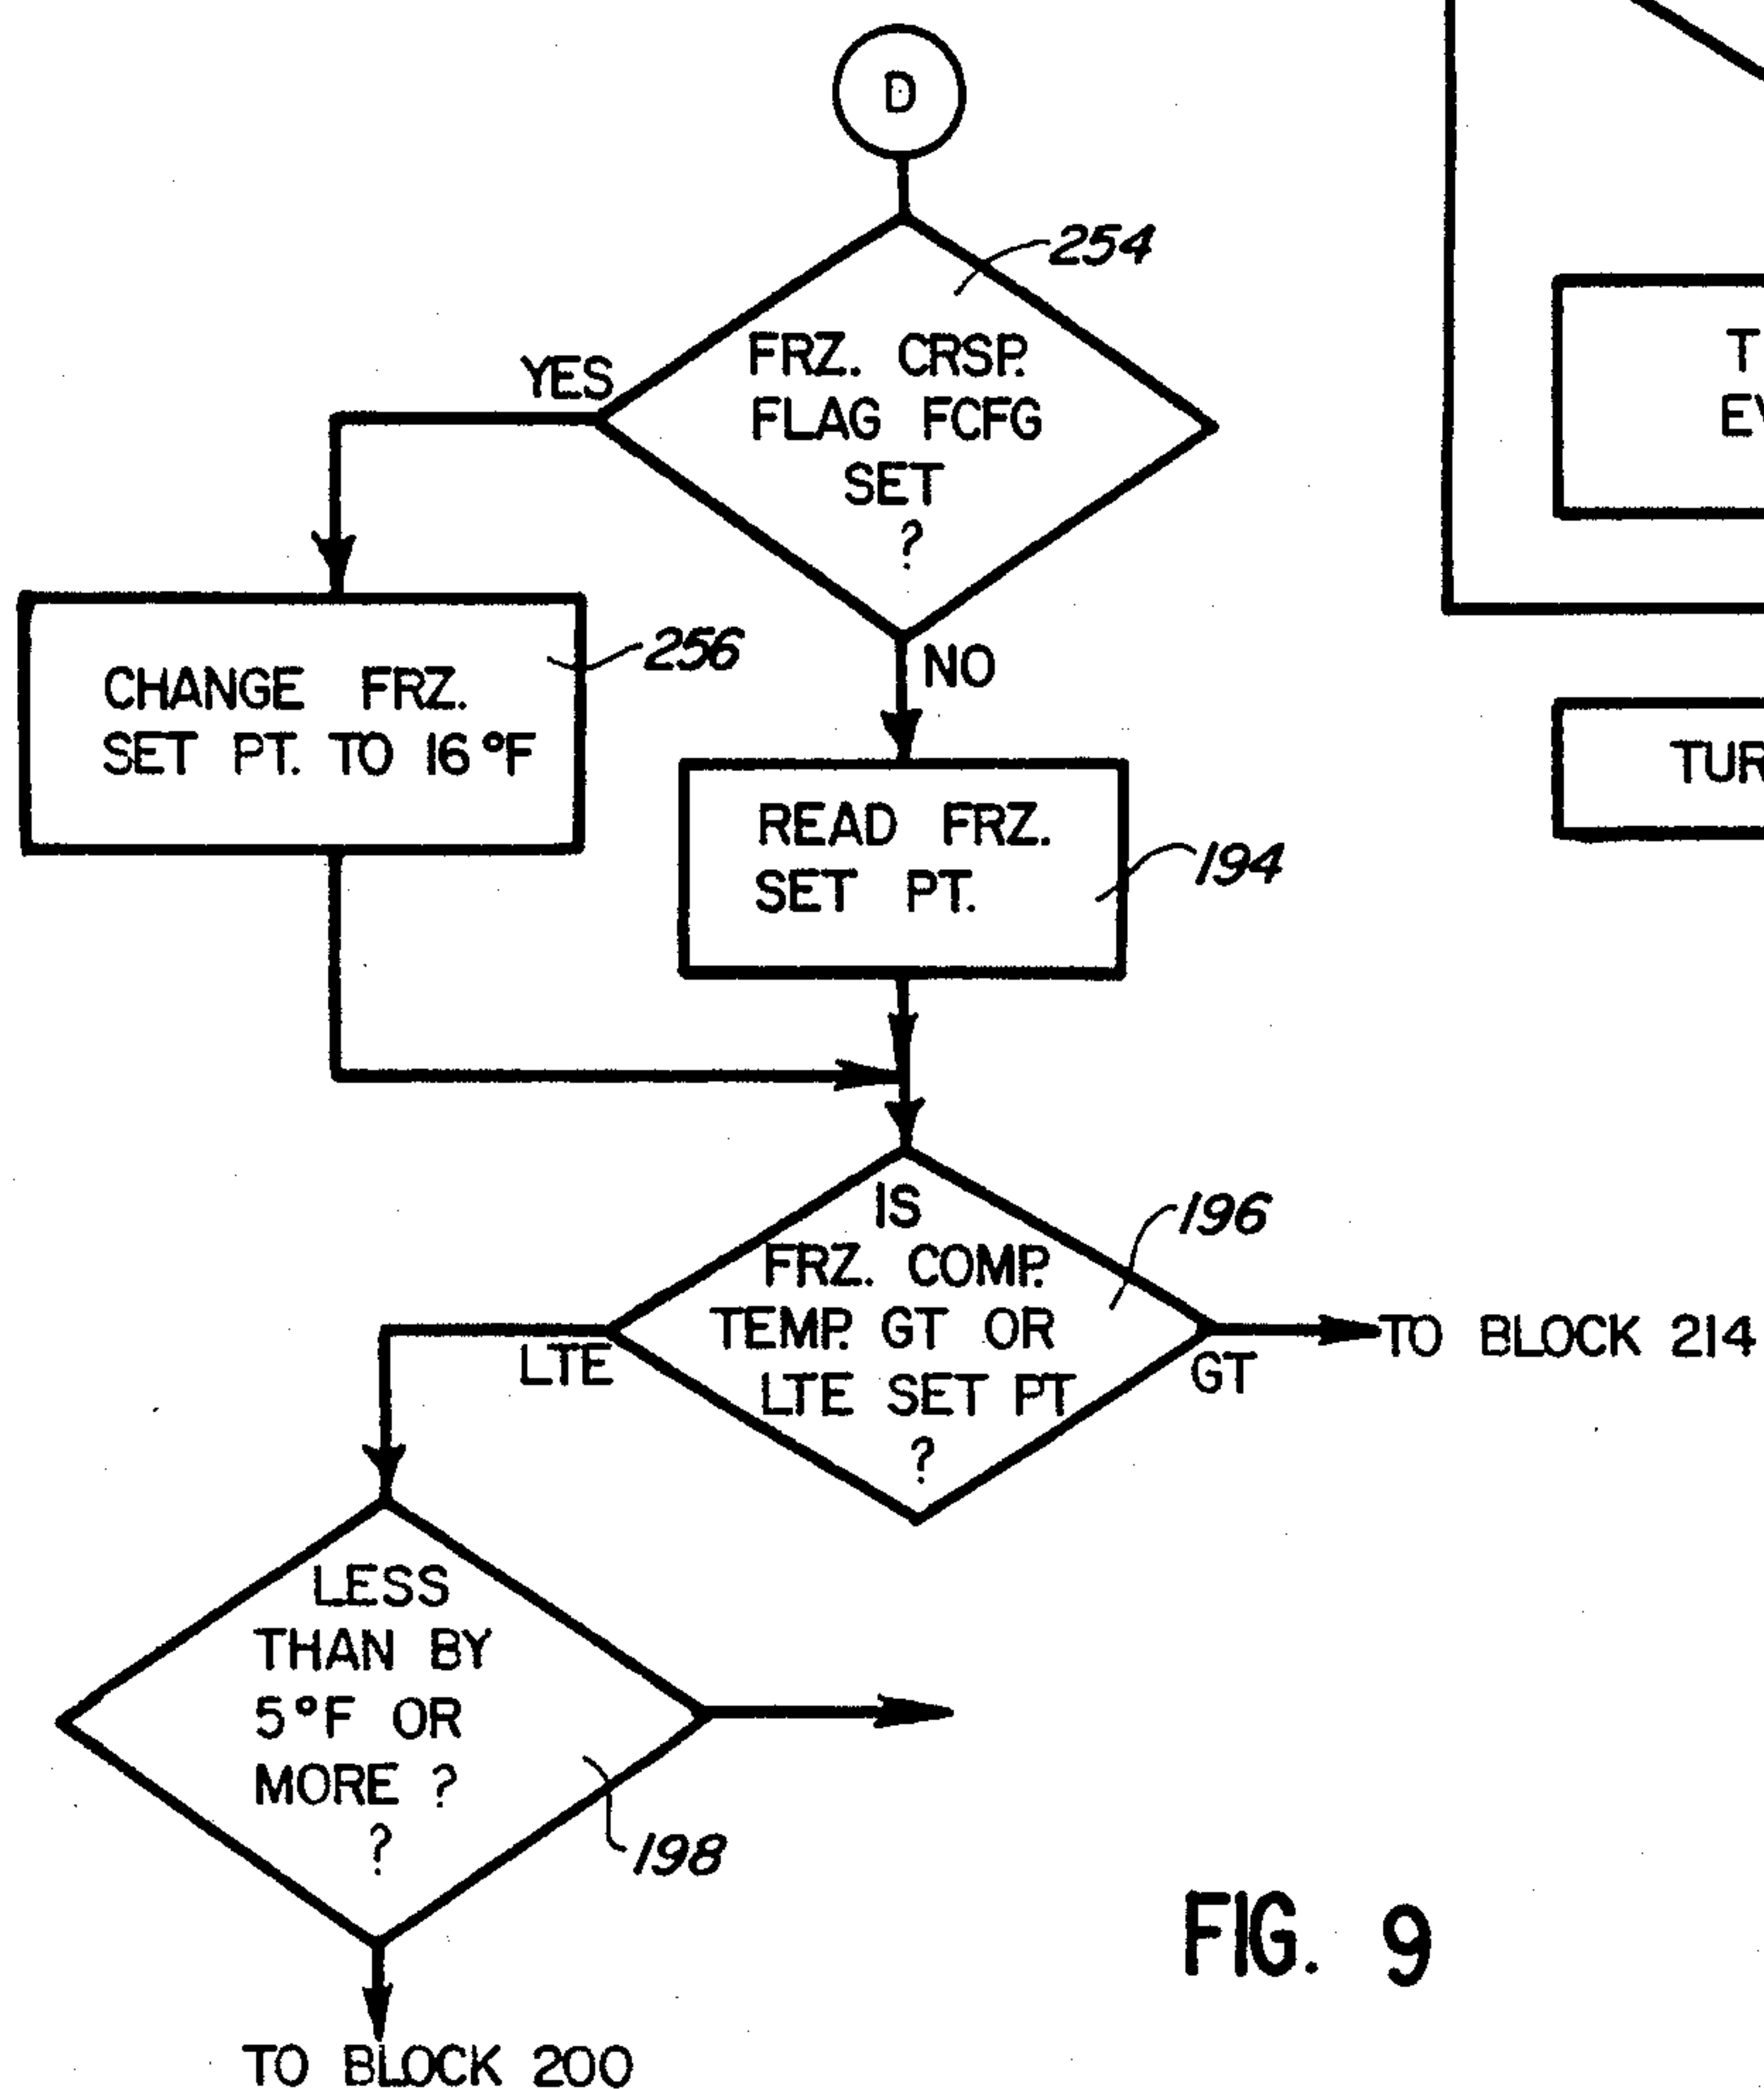 D
254
FRZ. CRSP.
FLAG FCFG
SET
?
YES
NO
CHANGE FRZ.
SET PT. TO 16°F
256
READ FRZ.
SET PT.
194
IS
FRZ. COMP.
TEMP. GT OR
LTE SET PT
?
196
LTE
GT
TO BLOCK 214
LESS
THAN BY
5°F OR
MORE ?
?
198
TO BLOCK 200
T
EV
TUR
FIG. 9